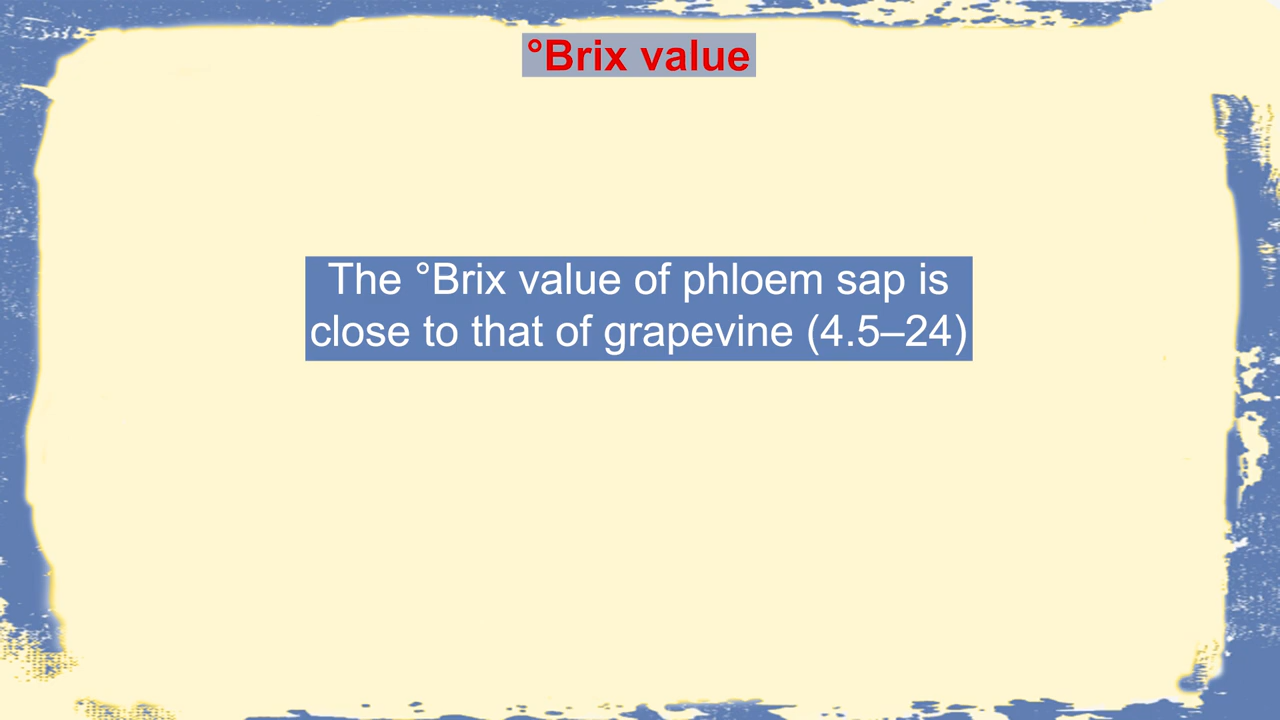 °Brix value
The °Brix value of phloem sap is
close to that of grapevine (4.5–24)